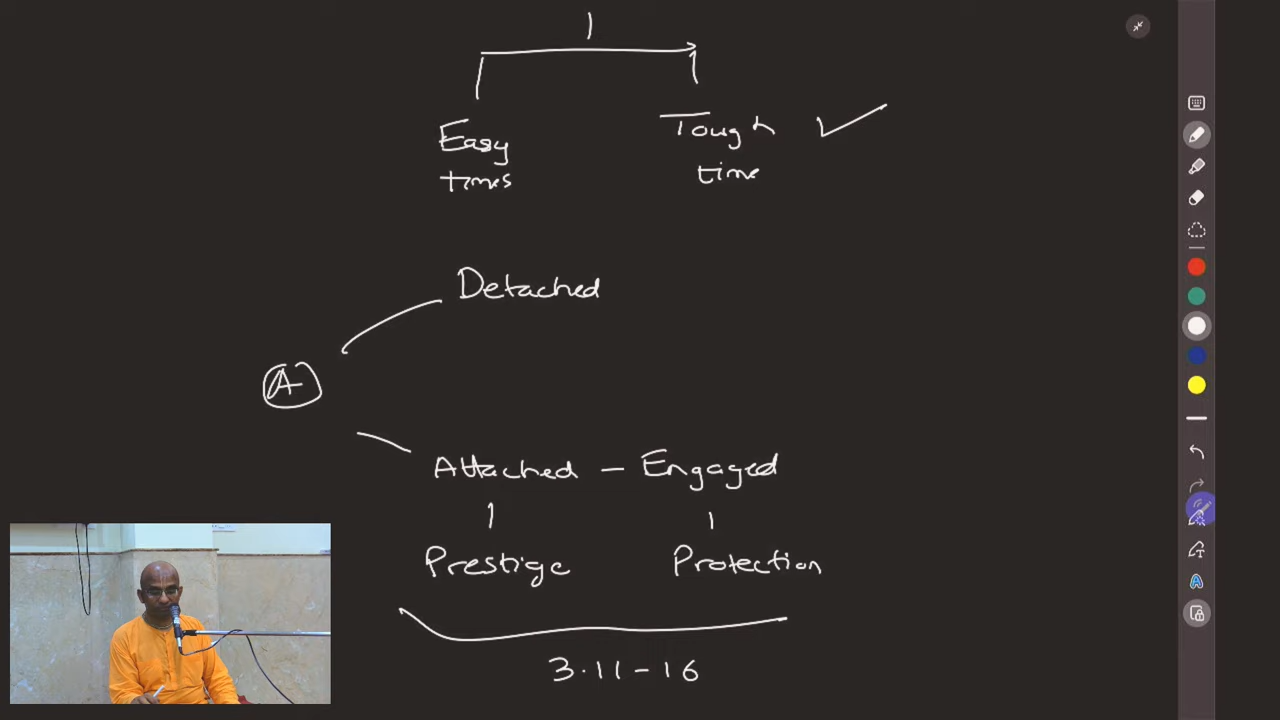 Easy
times
Tough
time
Detached
A
Attached – Engaged
Prestige
Protection
3.11-16